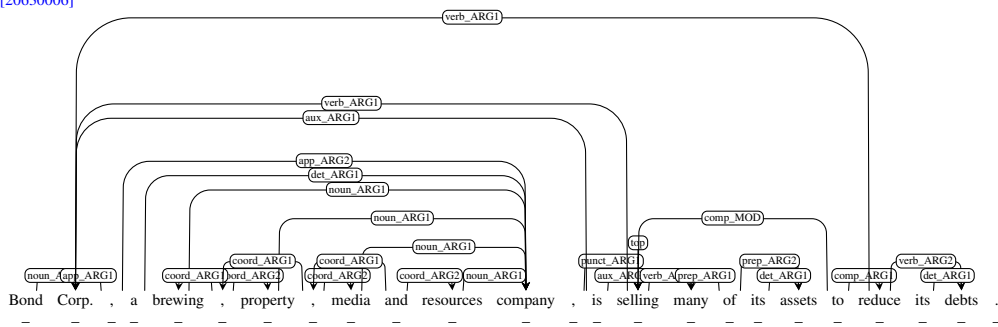 [20650006]
verb_ARG1
verb_ARG1
aux_ARG1
app_ARG2
det_ARG1
noun_ARG1
noun_ARG1 comp_MOD
top
noun_ARG1
coord_ARG1 coord_ARG1 punct_ARG1 prep_ARG2 verb_ARG2
app_ARG1 coord_ARG1 coord_ARG2 coord_ARG2 noun_ARG1 prep_ARG1 det_ARG1 comp_ARG1 det_ARG1
Bond Corp. , a brewing , property , media and resources company , is selling many of its assets to reduce its debts .